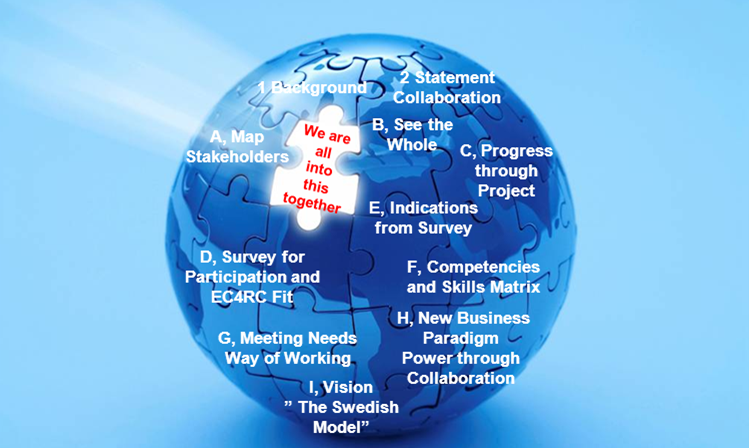 1 Background
2 Statement
Collaboration
A, Map
Stakeholders
We are
all
into
this
together
B, See the
Whole
C, Progress
through
Project
E, Indications
from Survey
D, Survey for
Participation and
EC4RC Fit
F, Competencies
and Skills Matrix
G, Meeting Needs
Way of Working
H, New Business
Paradigm
Power through
Collaboration
I, Vision
” The Swedish
Model”